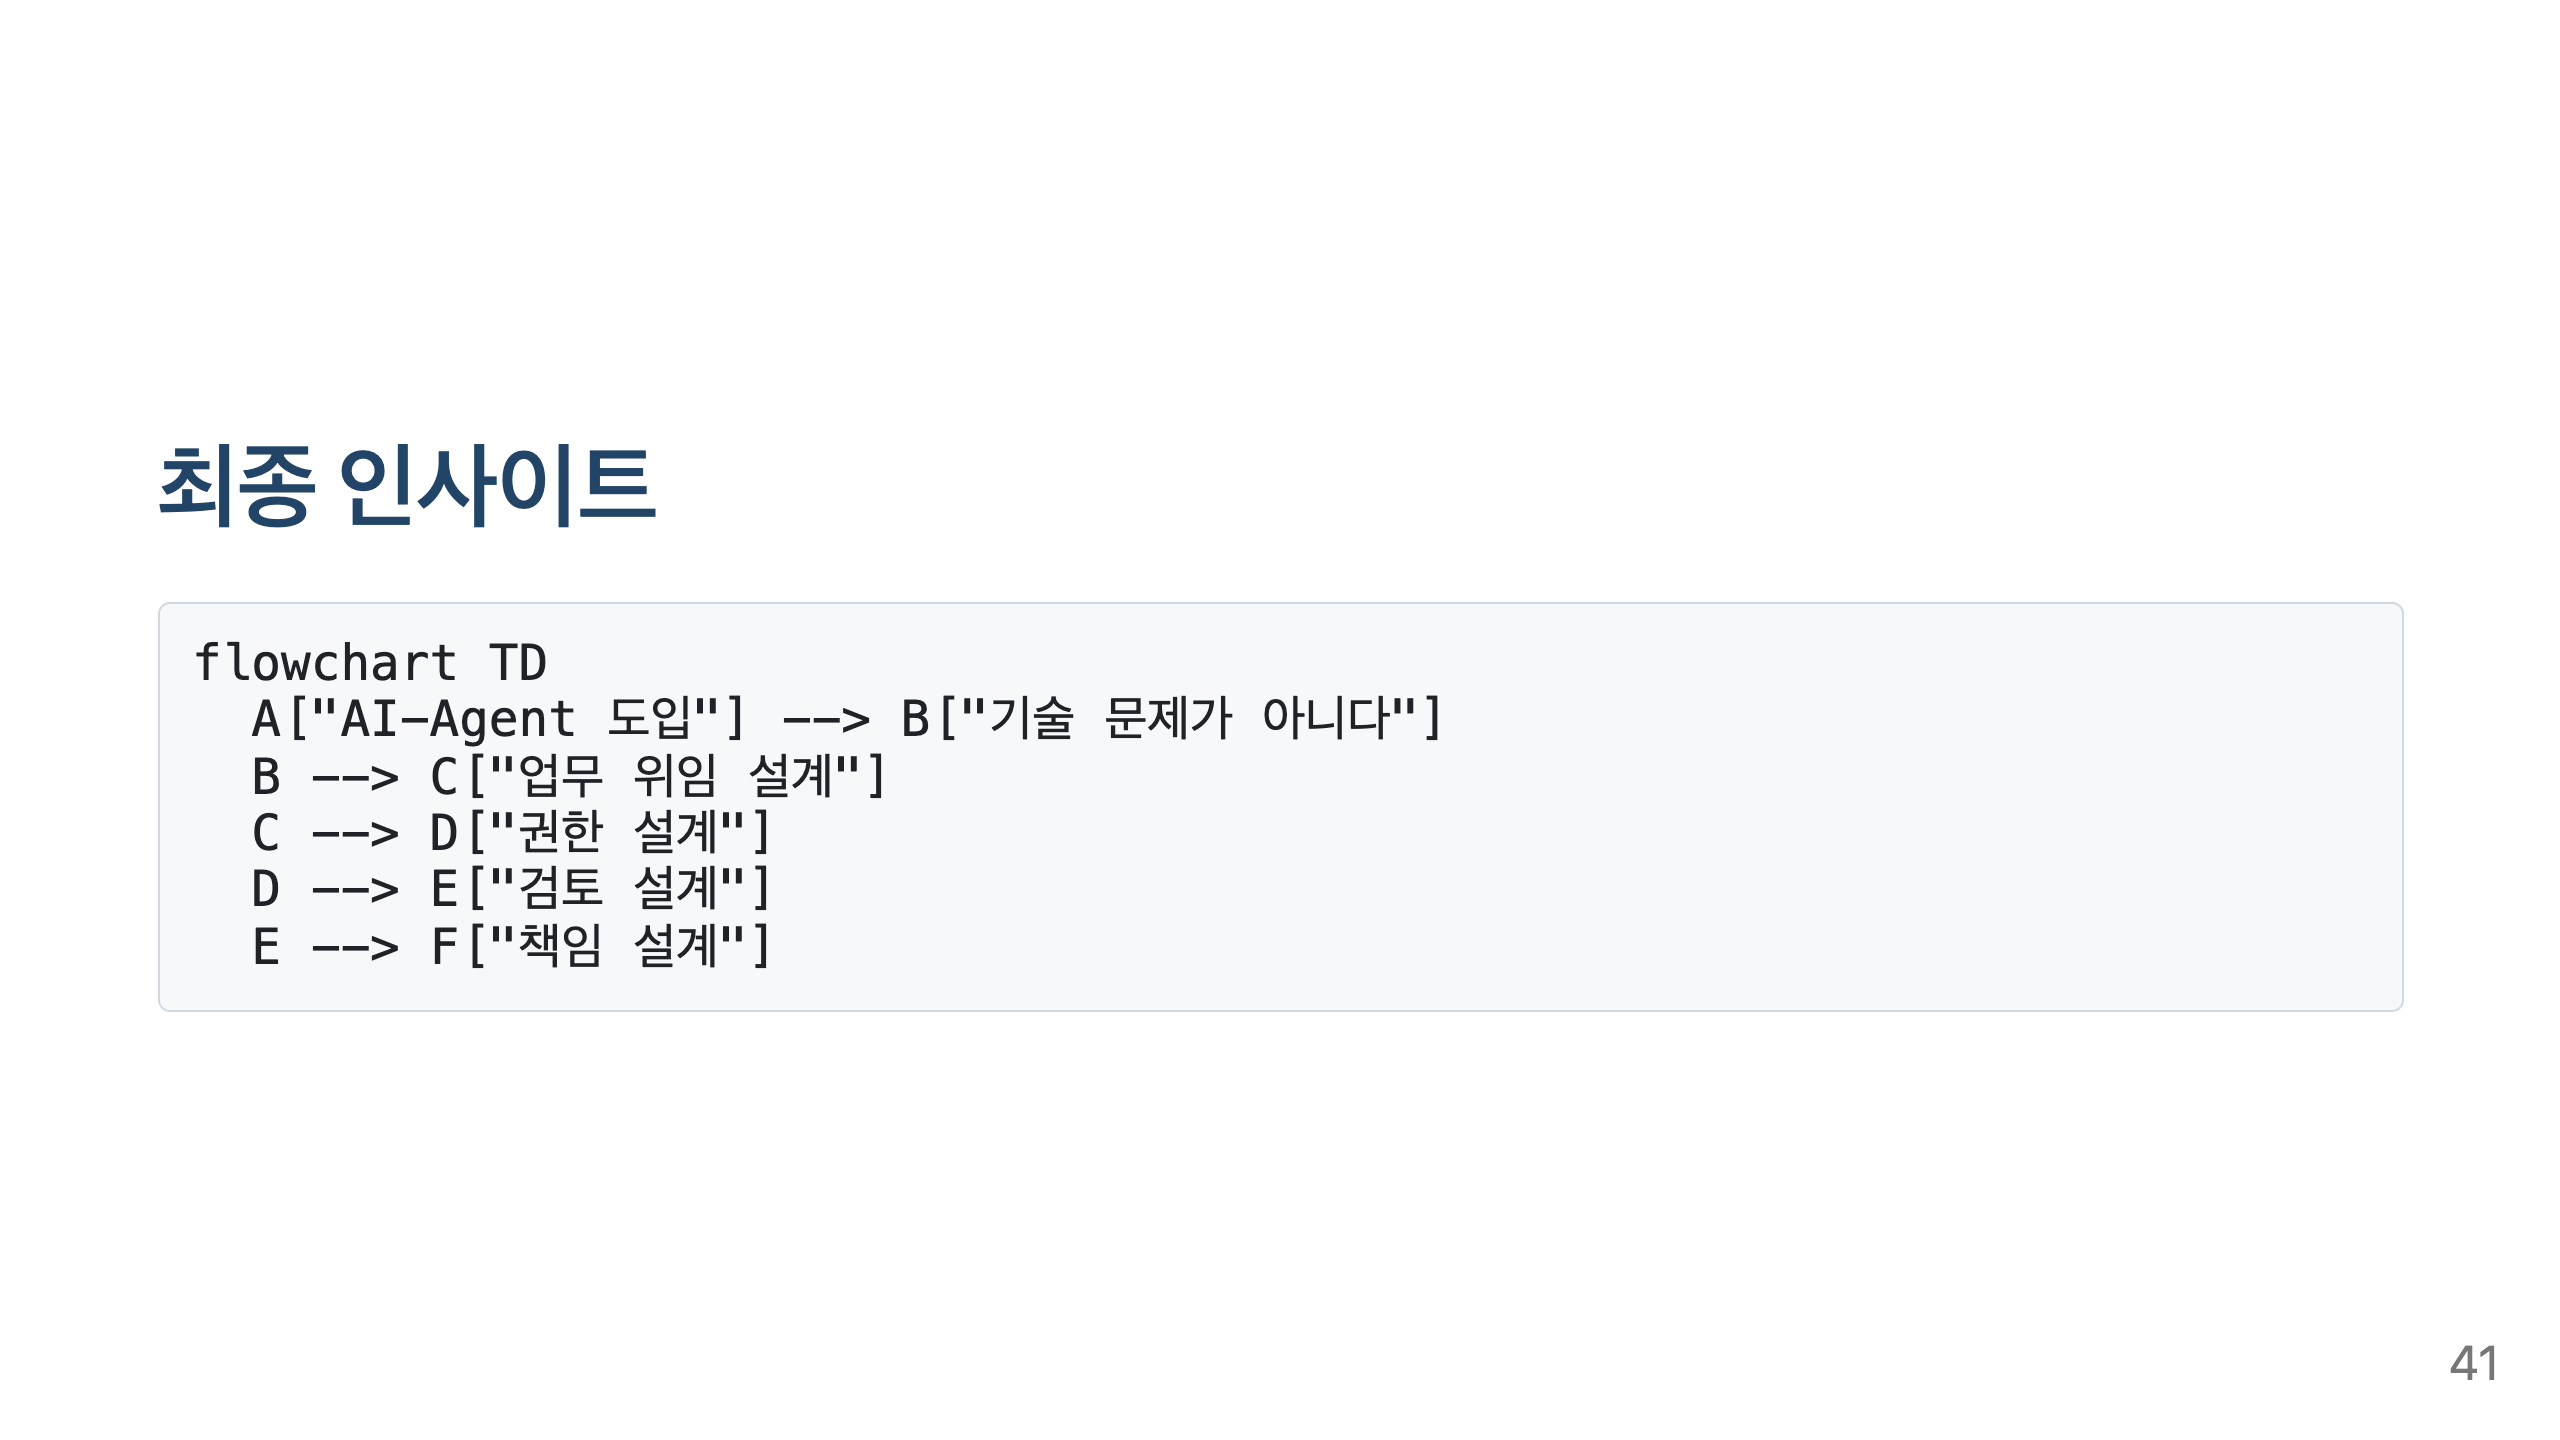 최종 인사이트
flowchart TD
  A["AI-Agent 도입"] --> B["기술 문제가 아니다"]
  B --> C["업무 위임 설계"]
  C --> D["권한 설계"]
  D --> E["검토 설계"]
  E --> F["책임 설계"]
41